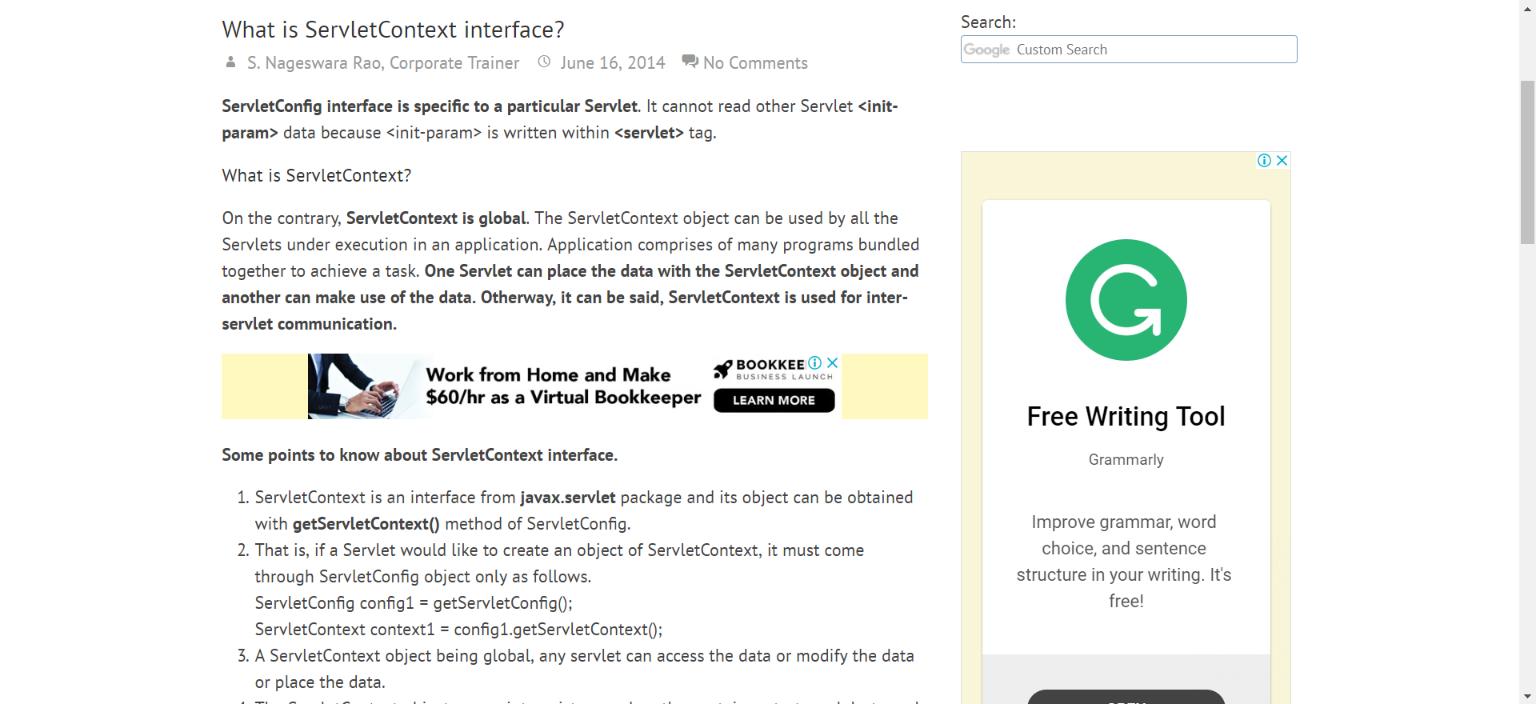 What is ServletContext interface?
S. Nageswara Rao, Corporate Trainer June 16, 2014 No Comments
ServletConfig interface is specific to a particular Servlet. It cannot read other Servlet <init-
param> data because <init-param> is written within <servlet> tag.
What is ServletContext?
On the contrary, ServletContext is global. The ServletContext object can be used by all the
Servlets under execution in an application. Application comprises of many programs bundled
together to achieve a task. One Servlet can place the data with the ServletContext object and
another can make use of the data. Otherway, it can be said, ServletContext is used for inter-
servlet communication.
Work from Home and Make
$60/hr as a Virtual Bookkeeper
BOOKKEE
BUSINESS LAUNCH
LEARN MORE
Some points to know about ServletContext interface.
1. ServletContext is an interface from javax.servlet package and its object can be obtained
with getServletContext() method of ServletConfig.
2. That is, if a Servlet would like to create an object of ServletContext, it must come
through ServletConfig object only as follows.
ServletConfig config1 = getServletConfig();
ServletContext context1 = config1.getServletContext();
3. A ServletContext object being global, any servlet can access the data or modify the data
or place the data.
Search:
Google Custom Search
Free Writing Tool
Grammarly
Improve grammar, word
choice, and sentence
structure in your writing. It's
free!